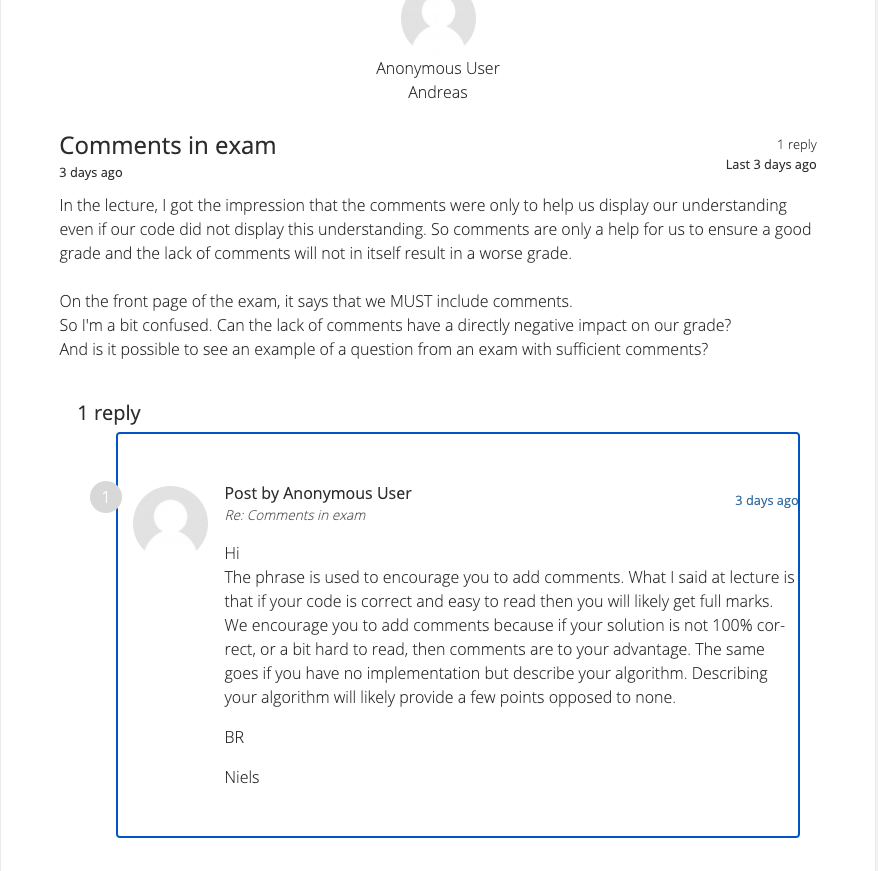 Anonymous User
Andreas
Comments in exam
1 reply
3 days ago
Last 3 days ago
In the lecture, I got the impression that the comments were only to help us display our understanding
even if our code did not display this understanding. So comments are only a help for us to ensure a good
grade and the lack of comments will not in itself result in a worse grade.
On the front page of the exam, it says that we MUST include comments.
So I'm a bit confused. Can the lack of comments have a directly negative impact on our grade?
And is it possible to see an example of a question from an exam with sufficient comments?
1 reply
1
Post by Anonymous User
3 days ago
Re: Comments in exam
Hi
The phrase is used to encourage you to add comments. What I said at lecture is
that if your code is correct and easy to read then you will likely get full marks.
We encourage you to add comments because if your solution is not 100% cor-
rect, or a bit hard to read, then comments are to your advantage. The same
goes if you have no implementation but describe your algorithm. Describing
your algorithm will likely provide a few points opposed to none.
BR
Niels